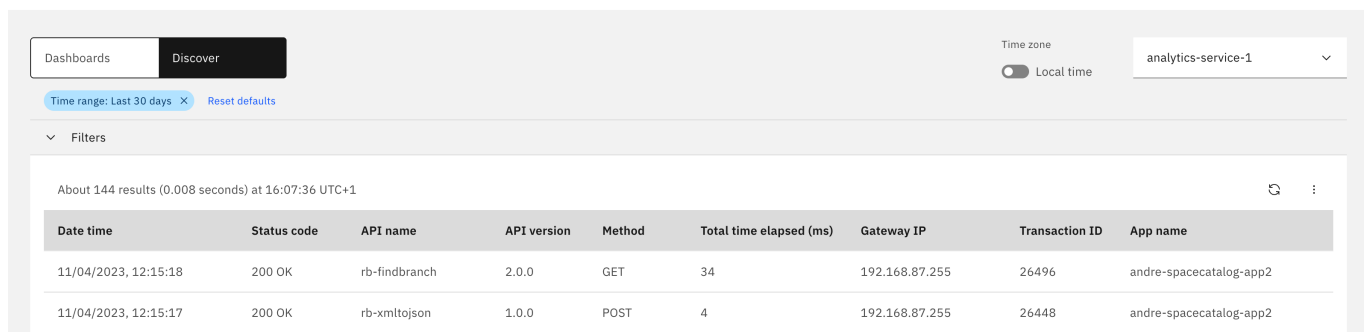 Dashboards Discover Time zone Local time analytics-service-1
Time range: Last 30 days × Reset defaults
Filters
About 144 results (0.008 seconds) at 16:07:36 UTC+1
Date time Status code API name API version Method Total time elapsed (ms) Gateway IP Transaction ID App name
11/04/2023, 12:15:18 200 OK rb-findbranch 2.0.0 GET 34 192.168.87.255 26496 andre-spacecatalog-app2
11/04/2023, 12:15:17 200 OK rb-xmltojson 1.0.0 POST 4 192.168.87.255 26448 andre-spacecatalog-app2